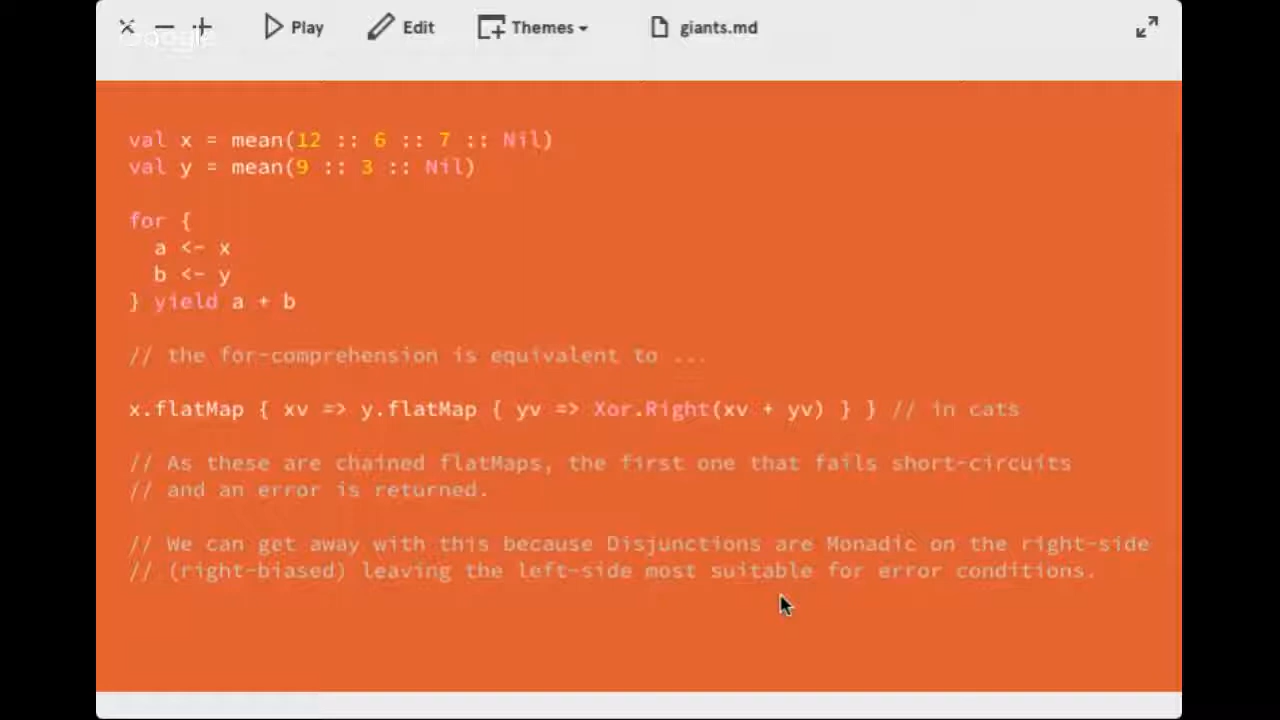 Play Edit Themes giants.md
Google
val x = mean(12 :: 6 :: 7 :: Nil)
val y = mean(9 :: 3 :: Nil)
for {
a <- x
b <- y
} yield a + b
// the for-comprehension is equivalent to ...
x.flatMap { xv => y.flatMap { yv => Xor.Right(xv + yv) } } // in cats
// As these are chained flatMaps, the first one that fails short-circuits
// and an error is returned.
// We can get away with this because Disjunctions are Monadic on the right-side
// (right-biased) leaving the left-side most suitable for error conditions.